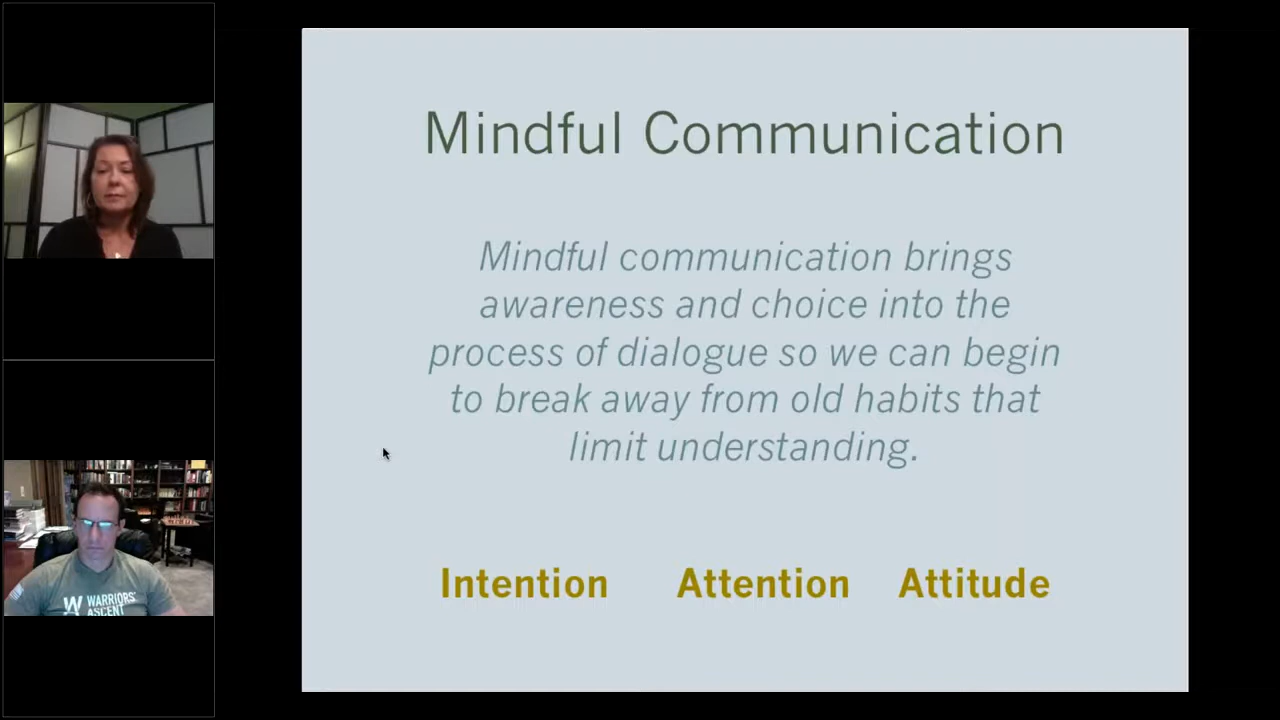 Mindful Communication
Mindful communication brings
awareness and choice into the
process of dialogue so we can begin
to break away from old habits that
limit understanding.
Intention Attention Attitude
WARRIORS'
ASCENT